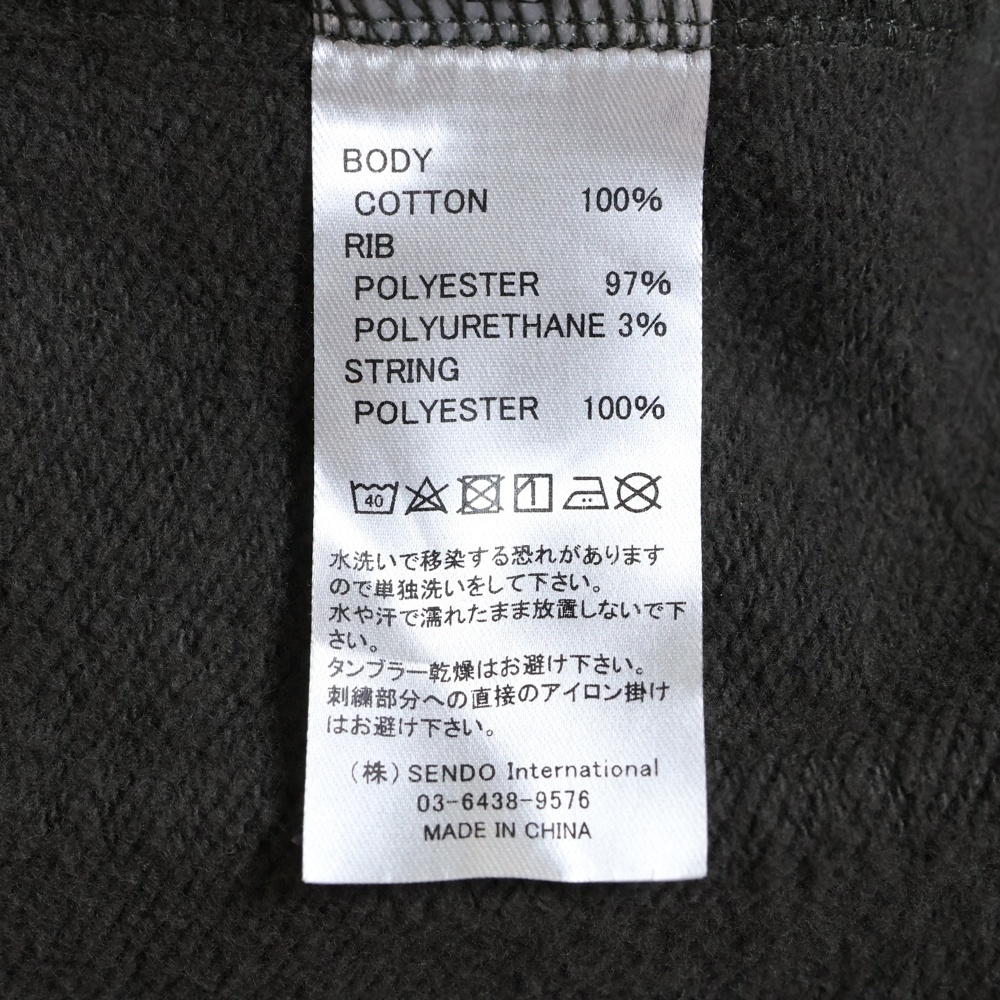 BODY
COTTON 100%
RIB
POLYESTER 97%
POLYURETHANE 3%
STRING
POLYESTER 100%
40
水洗いで移染する恐れがあります
ので単独洗いをして下さい。
水や汗で濡れたまま放置しないで下
さい。
タンブラー乾燥はお避け下さい。
刺繍部分への直接のアイロン掛け
はお避け下さい。
（株）SENDO International
03-6438-9576
MADE IN CHINA